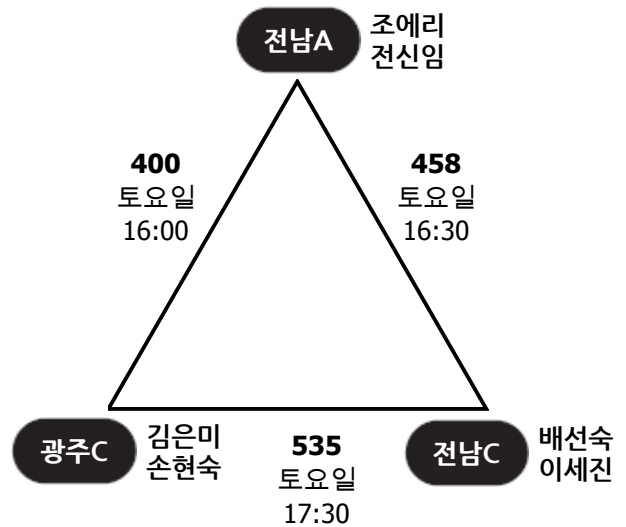 전남A
조에리
전신임
400
토요일
16:00
458
토요일
16:30
광주C
김은미
손현숙
535
토요일
17:30
전남C
배선숙
이세진